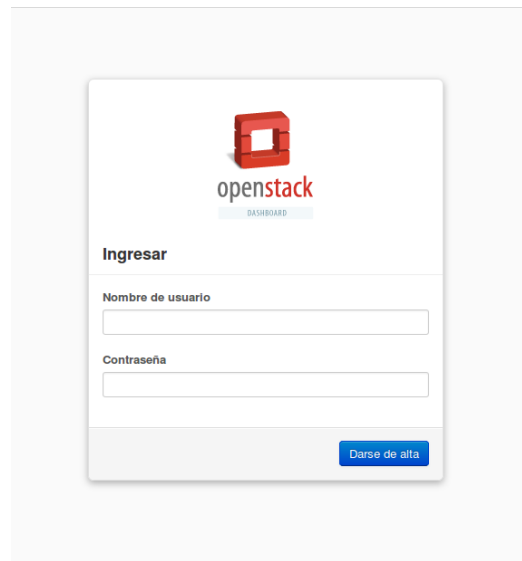 openstack
DASHBOARD
Ingresar
Nombre de usuario
Contraseña
Darse de alta